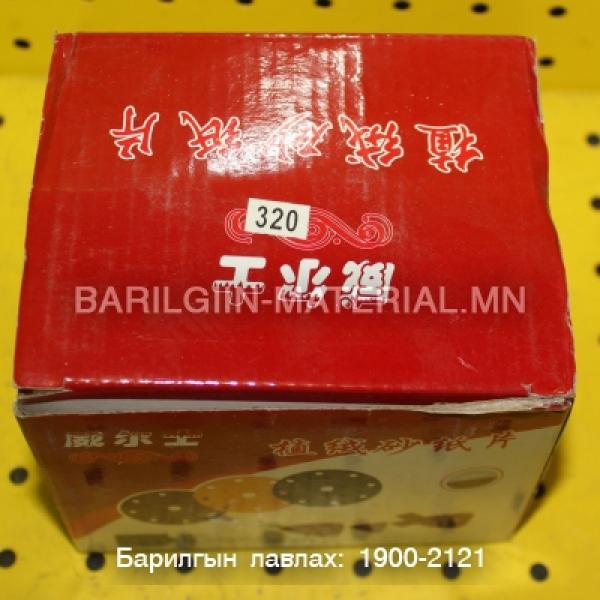 植绒砂纸片
320
威尔士
BARILGIIN-MATERIAL.MN
威尔士
植绒砂纸片
Барилгын лавлах: 1900-2121